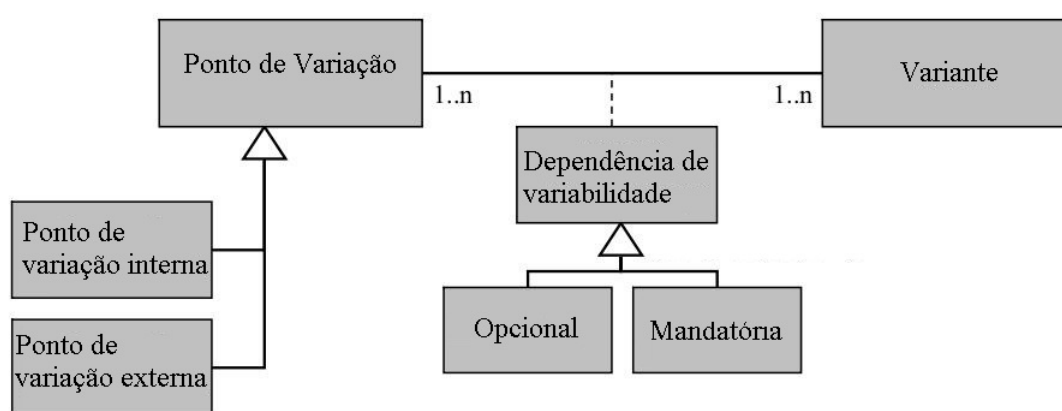 Ponto de Variação
Variante
1..n
1..n
Dependência de
variabilidade
Ponto de
variação interna
Opcional
Mandatória
Ponto de
variação externa